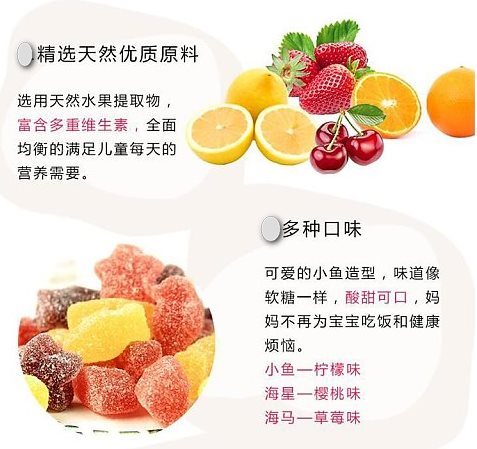 精选天然优质原料
选用天然水果提取物，
富含多重维生素，全面
均衡的满足儿童每天的
营养需要。
多种口味
可爱的小鱼造型，味道像
软糖一样，酸甜可口，妈
妈不再为宝宝吃饭和健康
烦恼。
小鱼—柠檬味
海星—樱桃味
海马—草莓味